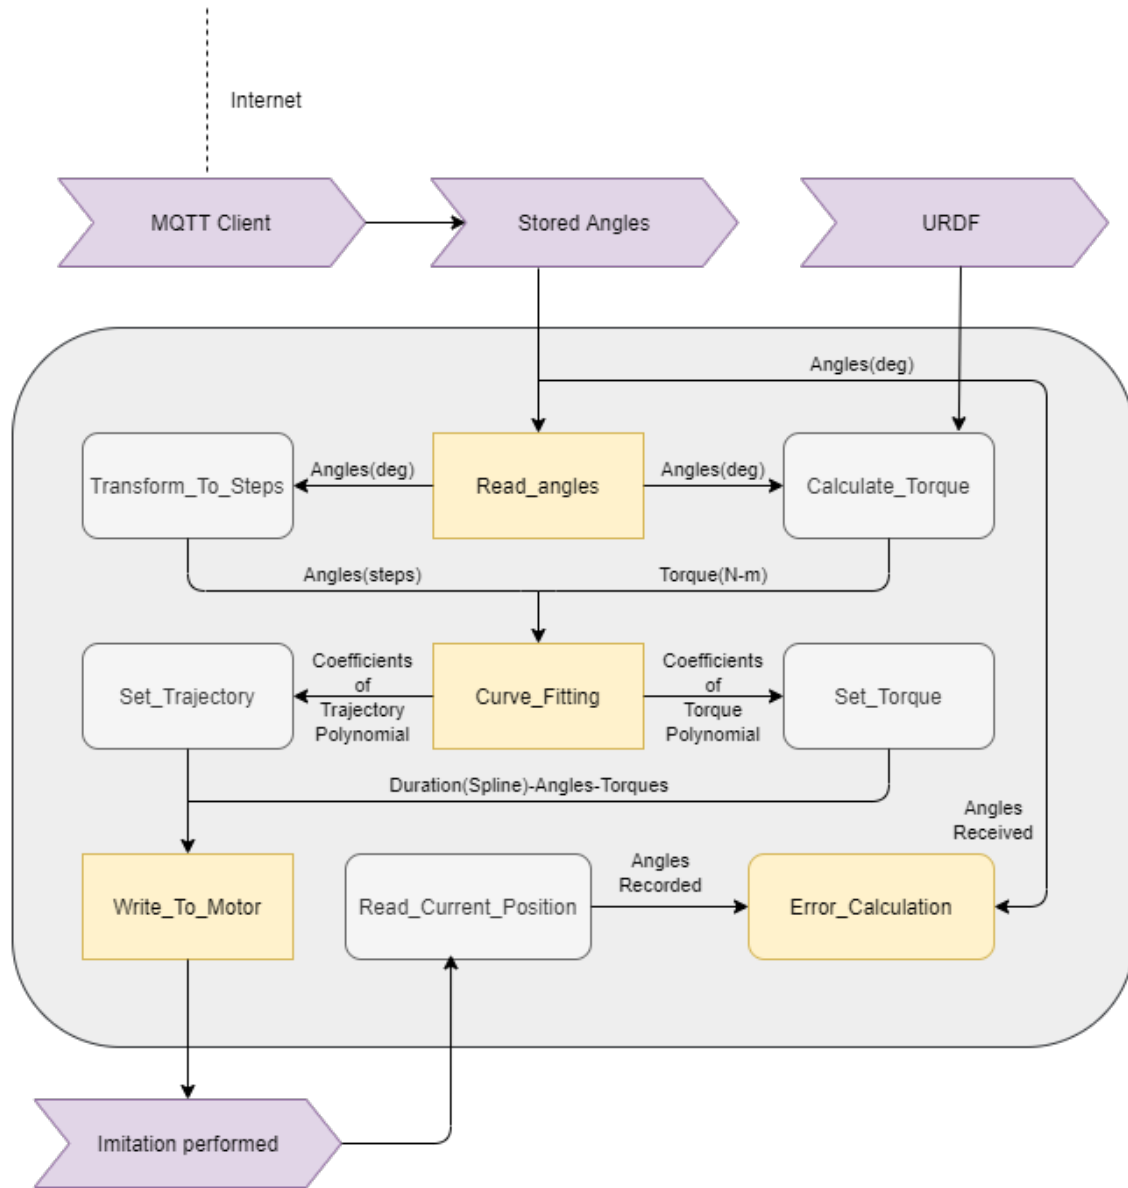 Internet
MQTT Client
Stored Angles
URDF
Angles(deg)
Transform_To_Steps
Angles(deg)
Read_angles
Angles(deg)
Calculate_Torque
Angles(steps)
Torque(N-m)
Set_Trajectory
Coefficients
of
Trajectory
Polynomial
Curve_Fitting
Coefficients
of
Torque
Polynomial
Set_Torque
Duration(Spline)-Angles-Torques
Angles
Received
Write_To_Motor
Read_Current_Position
Angles
Recorded
Error_Calculation
Imitation performed